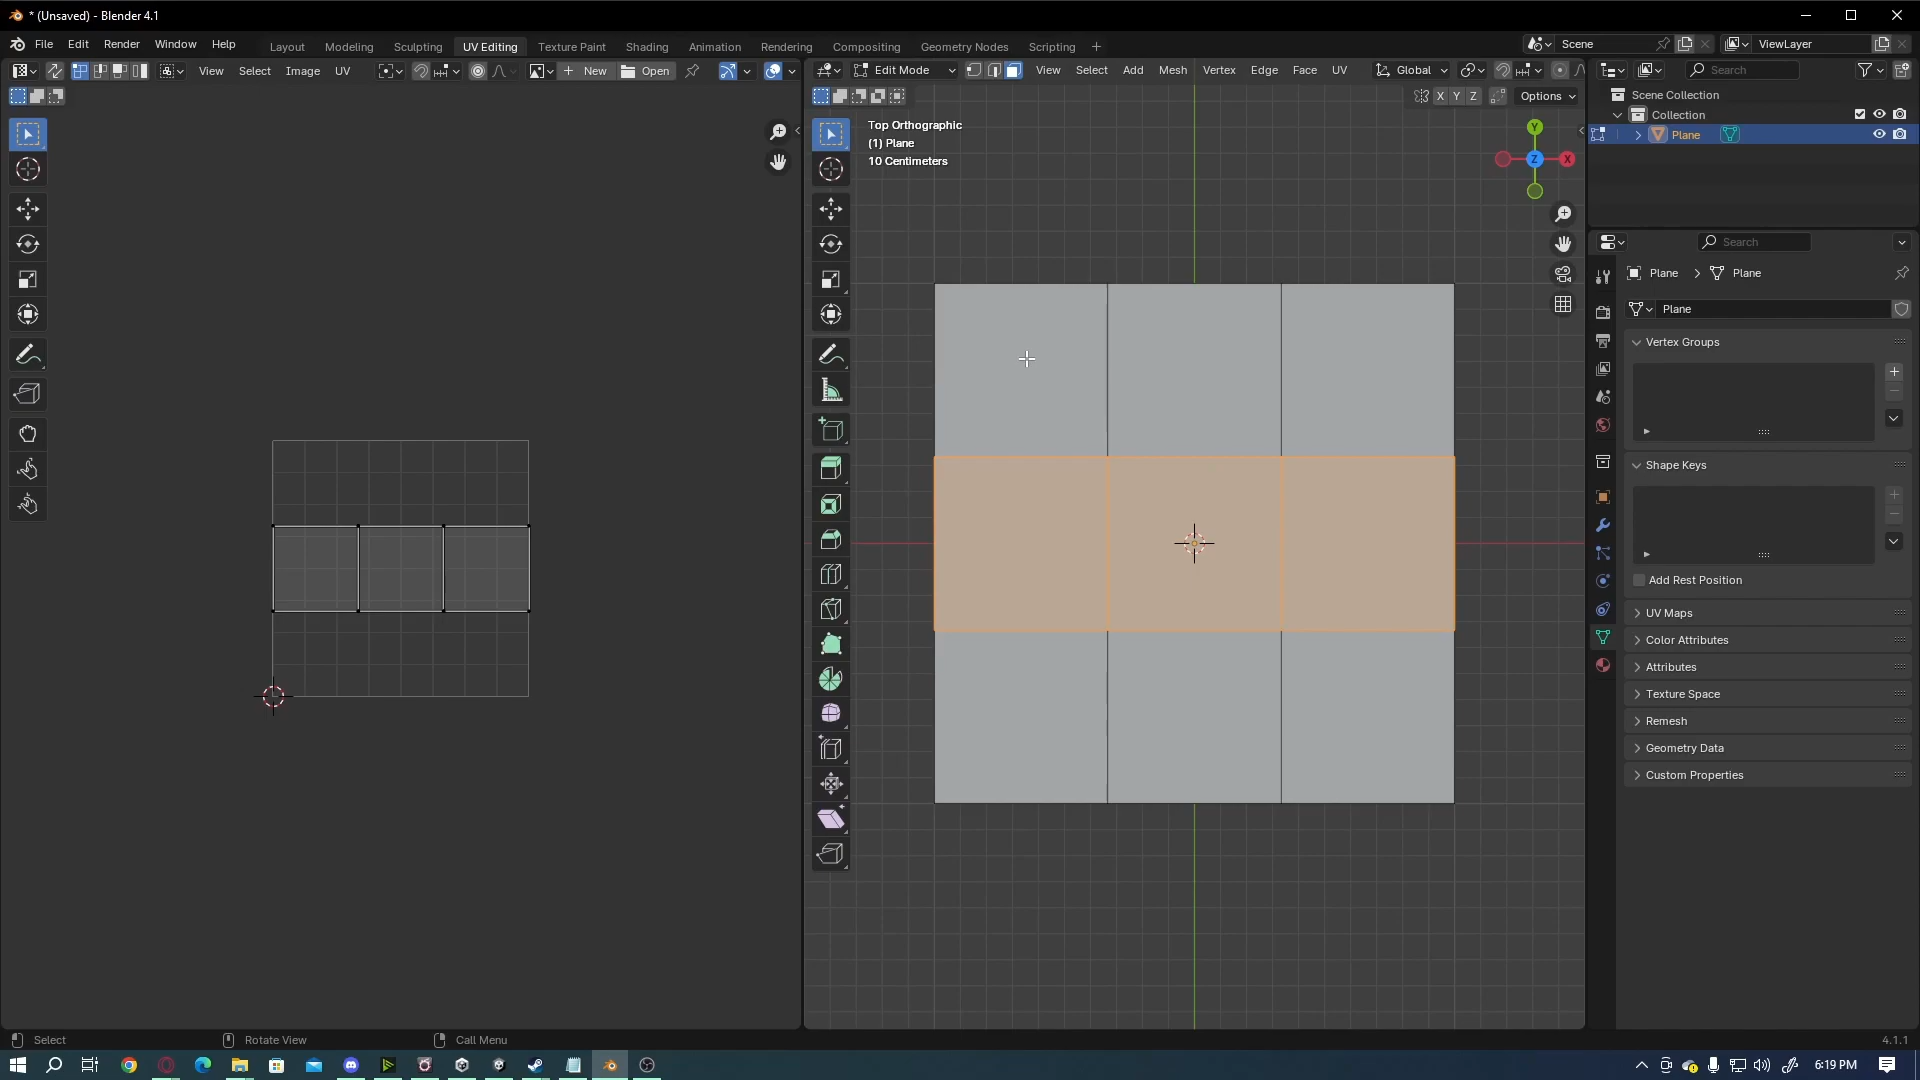 * (Unsaved) - Blender 4.1
File Edit Render Window Help
Layout Modeling Sculpting UV Editing Texture Paint Shading Animation Rendering Compositing Geometry Nodes Scripting +
Scene
ViewLayer
View Select Image UV
New
Open
Edit Mode
View Select Add Mesh Vertex Edge Face UV
Global
Search
X Y Z
Options
Top Orthographic
(1) Plane
10 Centimeters
Y
Z
X
Scene Collection
Collection
Plane
Search
Plane > Plane
Plane
Vertex Groups
Shape Keys
Add Rest Position
UV Maps
Color Attributes
Attributes
Texture Space
Remesh
Geometry Data
Custom Properties
Select
Rotate View
Call Menu
4.1.1
6:19 PM